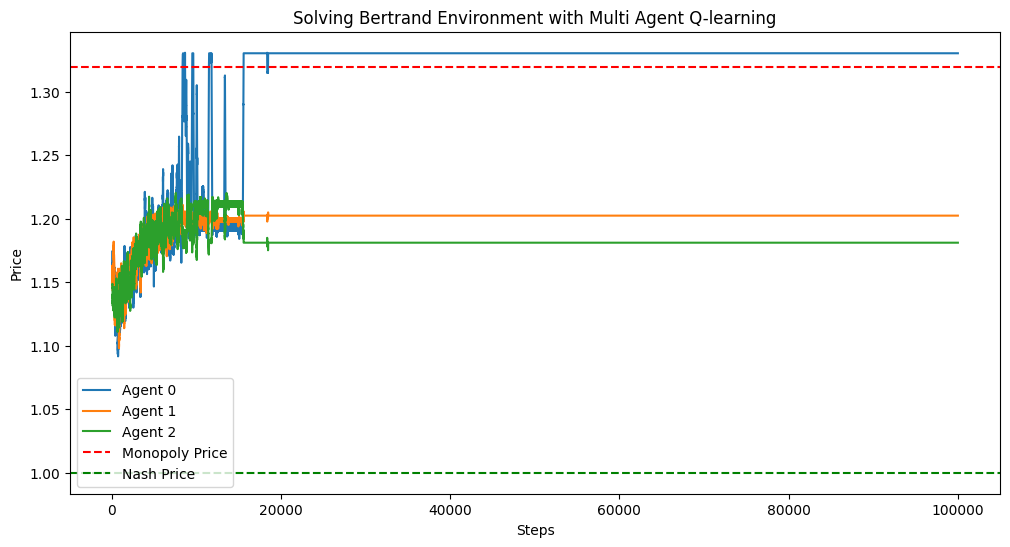 Solving Bertrand Environment with Multi Agent Q-learning
Price
1.30
1.25
1.20
1.15
1.10
1.05
1.00
Agent 0
Agent 1
Agent 2
Monopoly Price
Nash Price
0
20000
40000
60000
80000
100000
Steps